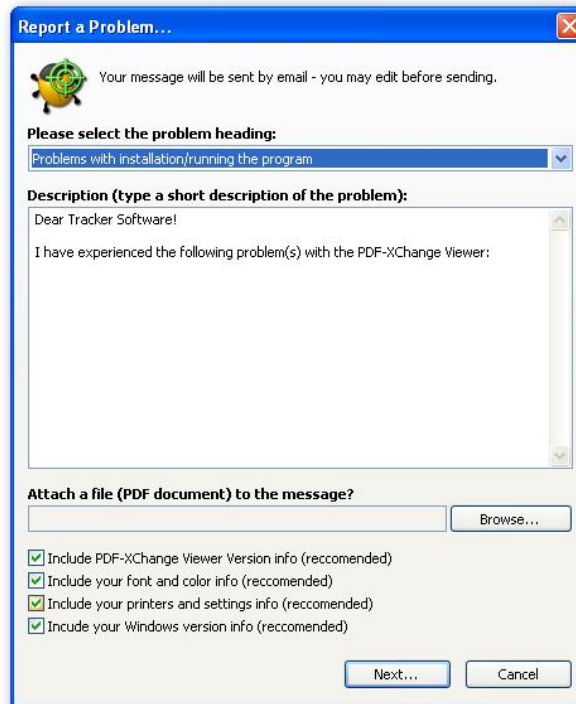 Report a Problem...
Your message will be sent by email - you may edit before sending.
Please select the problem heading:
Problems with installation/running the program
Description (type a short description of the problem):
Dear Tracker Software!
I have experienced the following problem(s) with the PDF-XChange Viewer:
Attach a file (PDF document) to the message?
Browse...
Include PDF-XChange Viewer Version info (reccomended)
Include your font and color info (reccomended)
Include your printers and settings info (reccomended)
Incude your Windows version info (reccomended)
Next...
Cancel